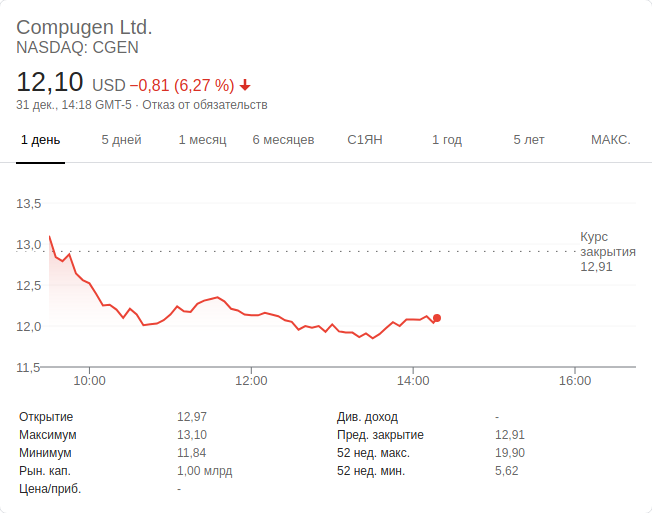 Compugen Ltd.
NASDAQ: CGEN
12,10 USD −0,81 (6,27 %)
31 дек., 14:18 GMT-5 · Отказ от обязательств
1 день 5 дней 1 месяц 6 месяцев С1ЯН 1 год 5 лет МАКС.
13,5
13,0
12,5
12,0
11,5
Курс
закрытия
12,91
10:00 12:00 14:00 16:00
Открытие 12,97 Див. доход -
Максимум 13,10 Пред. закрытие 12,91
Минимум 11,84 52 нед. макс. 19,90
Рын. кап. 1,00 млрд 52 нед. мин. 5,62
Цена/приб. -